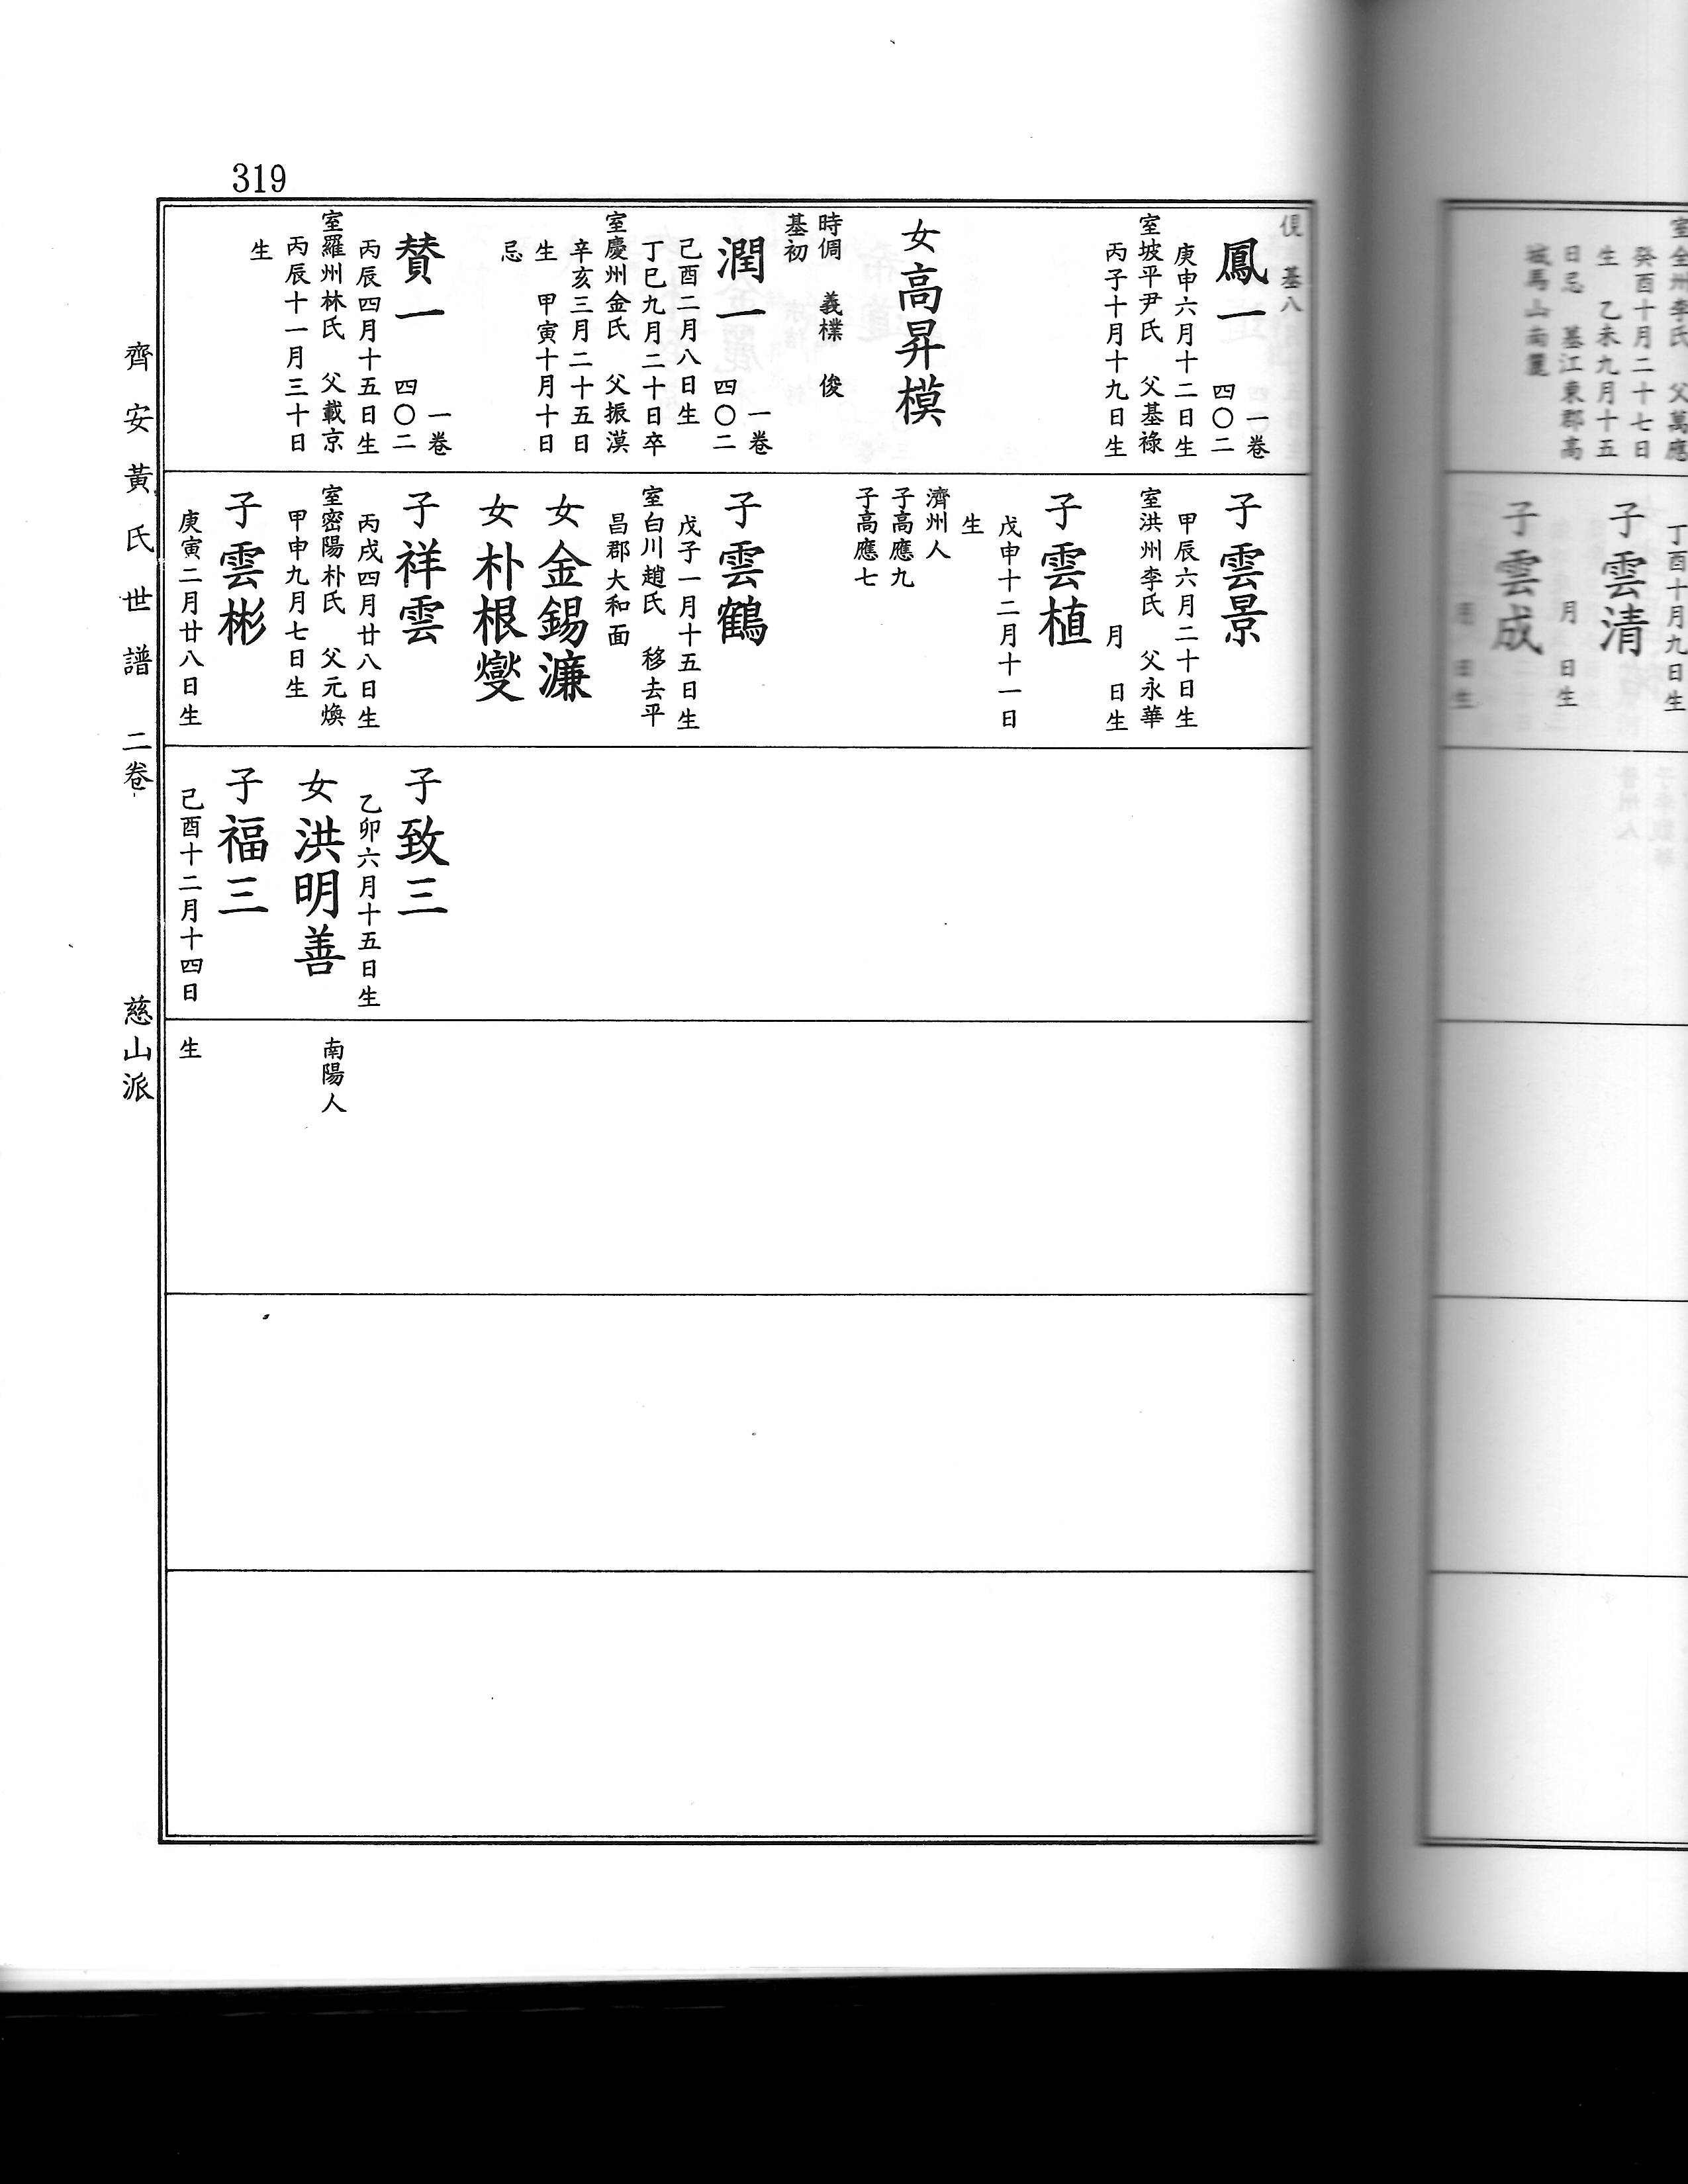 319
俔 基八
鳳一
一卷
四〇二
庚申六月十二日生
室坡平尹氏 父基祿
丙子十月十九日生
女高昇模
時倜 義檏 俊
基初
潤一
一卷
四〇二
己酉二月八日生
丁巳九月二十日卒
室慶州金氏 父振漠
辛亥三月二十五日
生 甲寅十月十日
忌
賛一
一卷
四〇二
丙辰四月十五日生
室羅州林氏 父載京
丙辰十一月三十日
生
子雲景
甲辰六月二十日生
室洪州李氏 父永華
月 日生
子雲植
戊申十二月十一日
生
濟州人
子高應九
子高應七
子雲鶴
戊子一月十五日生
室白川趙氏 移去平
昌郡大和面
女金錫濂
女朴根燮
子祥雲
丙戌四月廿八日生
室密陽朴氏 父元煥
甲申九月七日生
子雲彬
庚寅二月廿八日生
子致三
乙卯六月十五日生
女洪明善
子福三
己酉十二月十四日
南陽人
生
齊安黃氏世譜 二卷 慈山派
室全州李氏 父萬應
癸酉十月二十七日
生 乙未九月十五
日忌 墓江東郡高
城馬山南麓
丁酉十月九日生
子雲清
月 日生
子雲成
月 日生